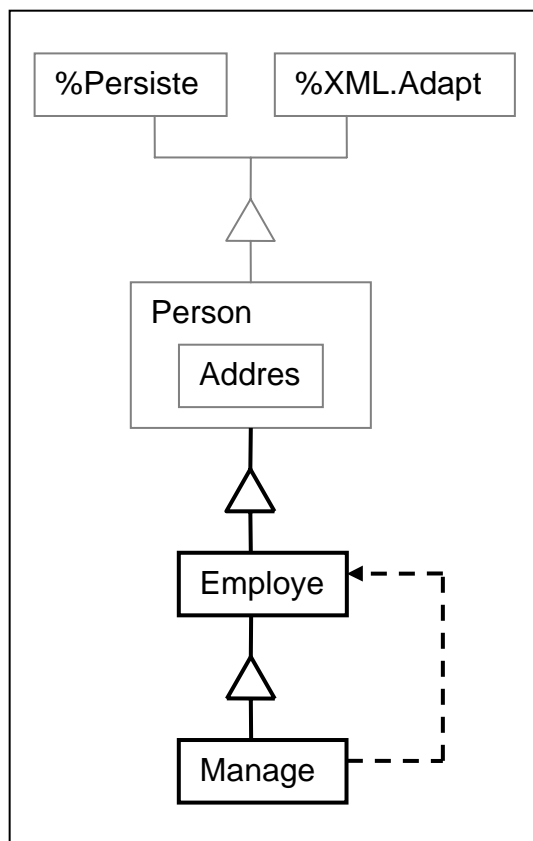 %Persiste
%XML.Adapt
Person
Addres
Employe
Manage